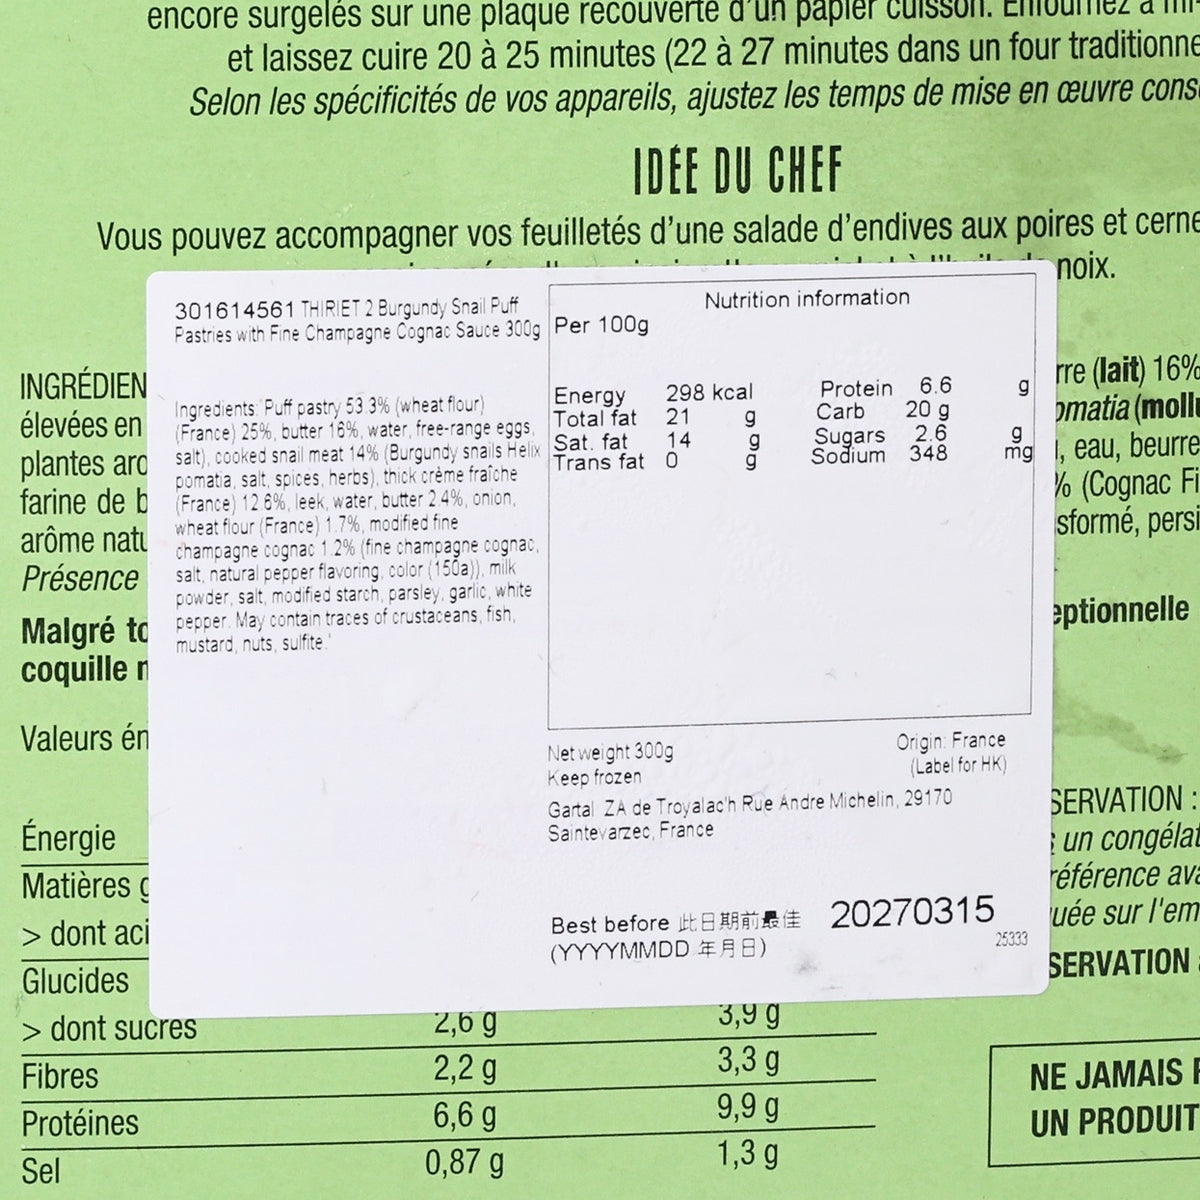 encore surgelés sur une plaque recouverte d'un papier cuisson. Enfournez à mi-
et laissez cuire 20 à 25 minutes (22 à 27 minutes dans un four traditionne
Selon les spécificités de vos appareils, ajustez les temps de mise en œuvre cons
IDÉE DU CHEF
Vous pouvez accompagner vos feuilletés d'une salade d'endives aux poires et cerne
noix.
301614561 THIRIET 2 Burgundy Snail Puff
Pastries with Fine Champagne Cognac Sauce 300g
Ingredients: Puff pastry 53.3% (wheat flour)
(France) 25%, butter 16%, water, free-range eggs,
salt), cooked snail meat 14% (Burgundy snails Helix
pomatia, salt, spices, herbs), thick crème fraîche
(France) 12.6%, leek, water, butter 2.4%, onion,
wheat flour (France) 1.7%, modified fine
champagne cognac 1.2% (fine champagne cognac,
salt, natural pepper flavoring, color (150a)), milk
powder, salt, modified starch, parsley, garlic, white
pepper. May contain traces of crustaceans, fish,
mustard, nuts, sulfite.'
Nutrition information
Per 100g
Energy 298 kcal Protein 6.6 g
Total fat 21 g Carb 20 g
Sat. fat 14 g Sugars 2.6 g
Trans fat 0 g Sodium 348 mg
Net weight 300g
Keep frozen
Origin: France
(Label for HK)
Gartal ZA de Troyalac'h Rue Andre Michelin, 29170
Saintevarzec, France
Best before 此日期前最佳 20270315
(YYYYMMDD 年月日)
25333
INGRÉDIEN
élevées en
plantes aro
farine de b
arôme natu
Présence
Malgré to
coquille n
Valeurs én
rre (lait) 16%
omatia (mollu
, eau, beurre
% (Cognac Fi
sformé, persi
eptionnelle
SERVATION :
un congélat
référence ava
uée sur l'em
SERVATION
Énergie
Matières g
> dont aci
Glucides
> dont sucres 2,6 g 3,9 g
Fibres 2,2 g 3,3 g
Protéines 6,6 g 9,9 g
Sel 0,87 g 1,3 g
NE JAMAIS
UN PRODUIT